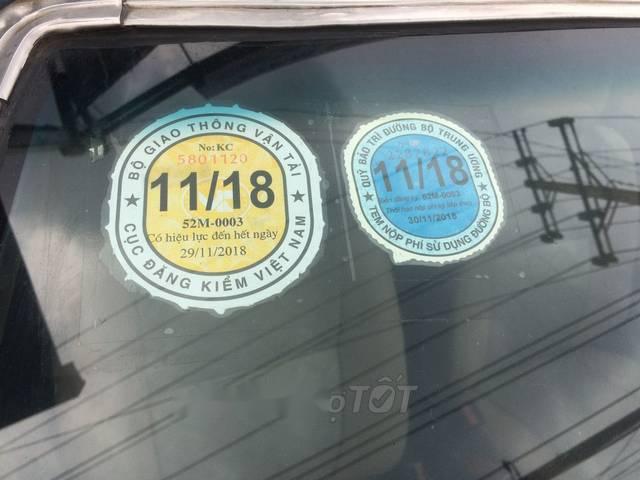 BỘ GIAO THÔNG VẬN TẢI
No: KC
5801120
11/18
52M-0003
Có hiệu lực đến hết ngày
29/11/2018
CỤC ĐĂNG KIỂM VIỆT NAM
QUỸ BẢO TRÌ ĐƯỜNG BỘ TRUNG ƯƠNG
11/18
52M-0003
30/11/2018
TEM NỘP PHÍ SỬ DỤNG ĐƯỜNG BỘ
ỢTỐT